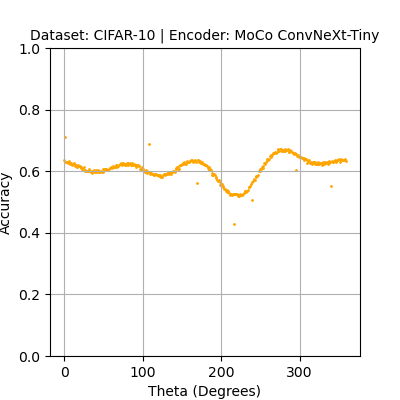 Dataset: CIFAR-10 | Encoder: MoCo ConvNeXt-Tiny
1.0
0.8
0.6
0.4
0.2
0.0
Accuracy
0 100 200 300
Theta (Degrees)